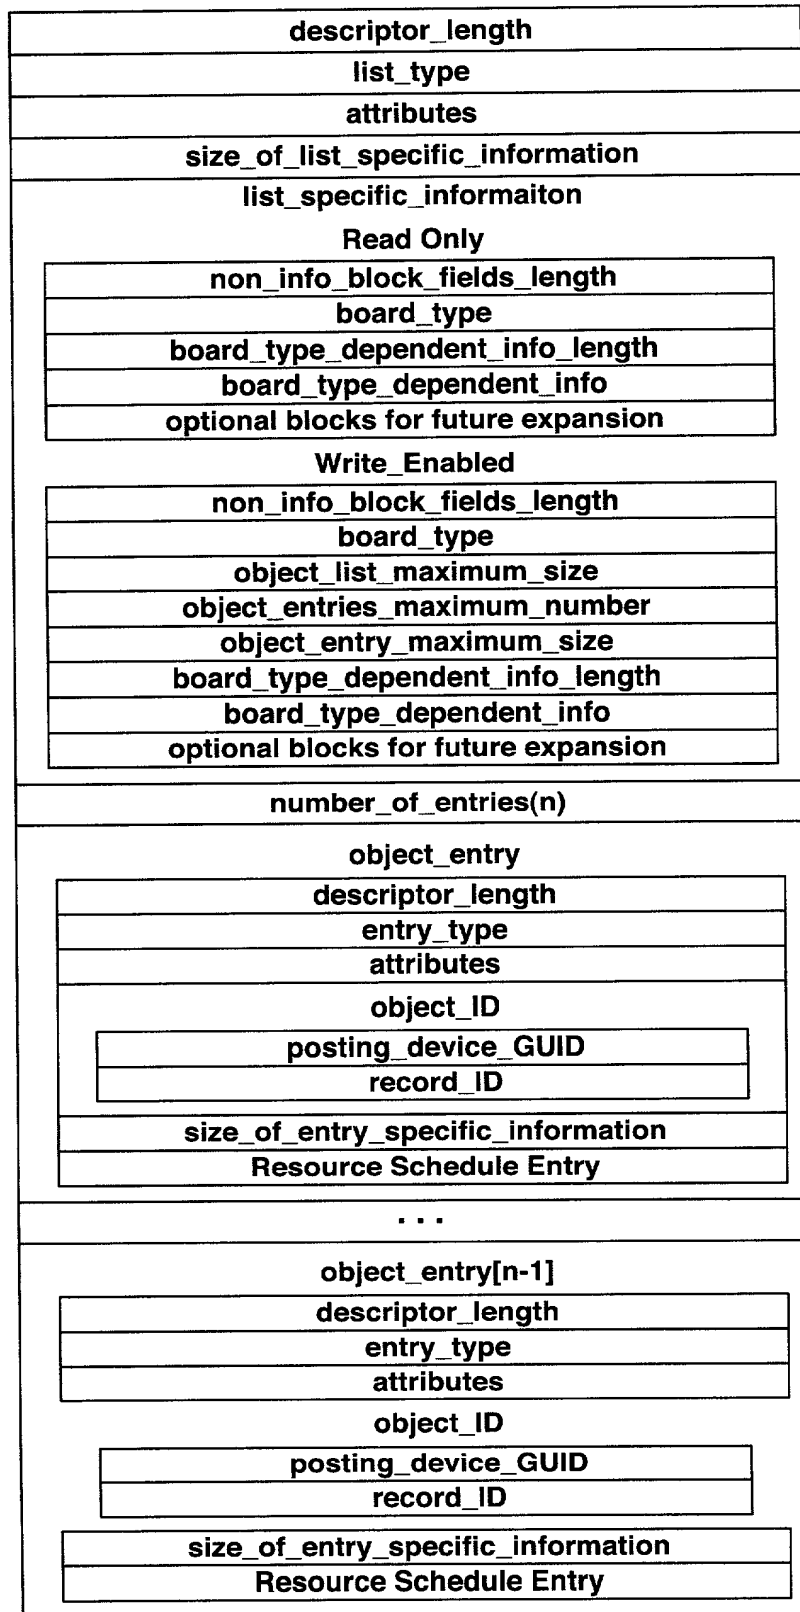 descriptor_length
list_type
attributes
size_of_list_specific_information
list_specific_informaiton
Read Only
non_info_block_fields_length
board_type
board_type_dependent_info_length
board_type_dependent_info
optional blocks for future expansion
Write_Enabled
non_info_block_fields_length
board_type
object_list_maximum_size
object_entries_maximum_number
object_entry_maximum_size
board_type_dependent_info_length
board_type_dependent_info
optional blocks for future expansion
number_of_entries(n)
object_entry
descriptor_length
entry_type
attributes
object_ID
posting_device_GUID
record_ID
size_of_entry_specific_information
Resource Schedule Entry
. . .
object_entry[n-1]
descriptor_length
entry_type
attributes
object_ID
posting_device_GUID
record_ID
size_of_entry_specific_information
Resource Schedule Entry